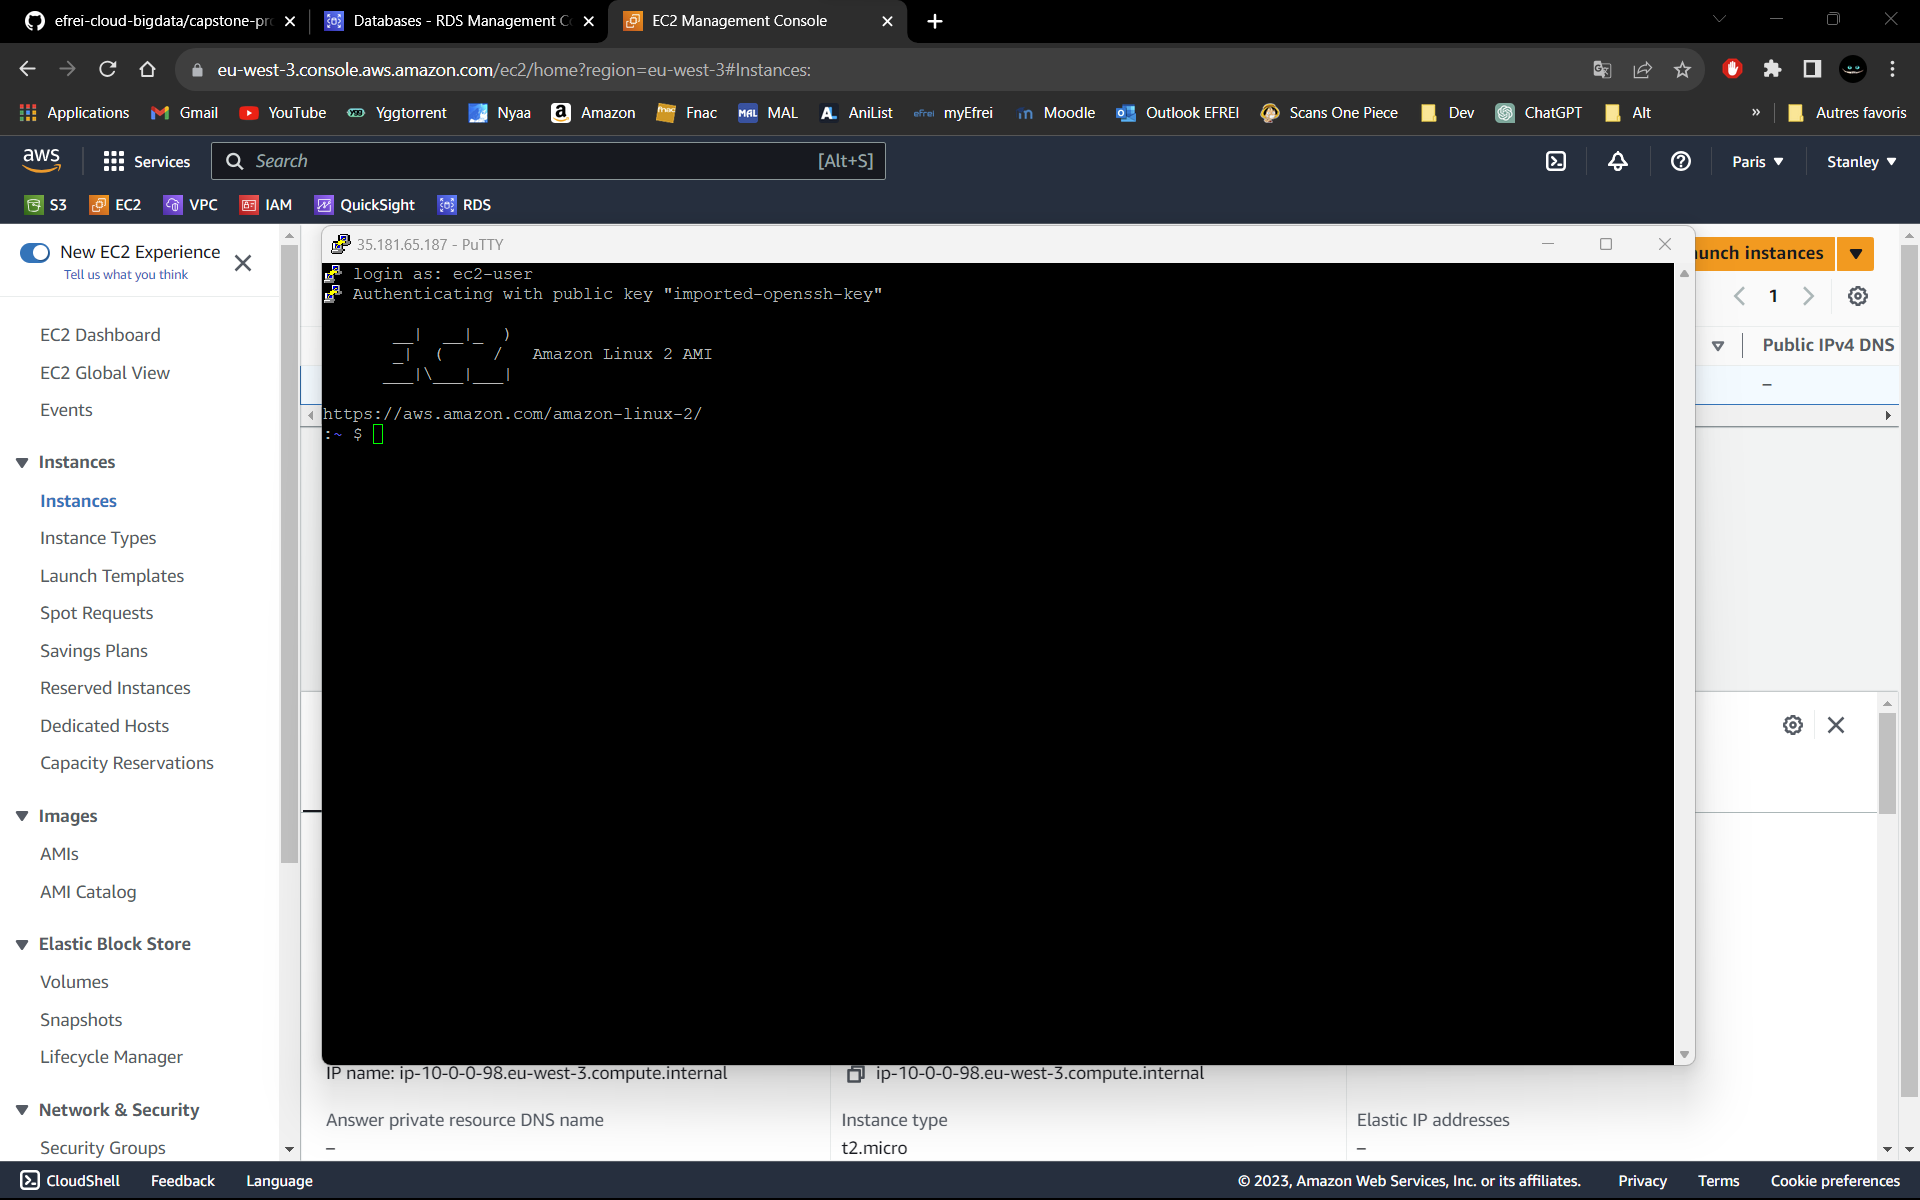 efrei-cloud-bigdata/capstone-pro
Databases - RDS Management C
EC2 Management Console
eu-west-3.console.aws.amazon.com/ec2/home?region=eu-west-3#Instances:
Applications
Gmail
YouTube
Yggtorrent
Nyaa
Amazon
Fnac
MAL
AniList
myEfrei
Moodle
Outlook EFREI
Scans One Piece
Dev
ChatGPT
Alt
»
Autres favoris
aws
Services
Search
[Alt+S]
Paris
Stanley
S3
EC2
VPC
IAM
QuickSight
RDS
New EC2 Experience
Tell us what you think
EC2 Dashboard
EC2 Global View
Events
Instances
Instances
Instance Types
Launch Templates
Spot Requests
Savings Plans
Reserved Instances
Dedicated Hosts
Capacity Reservations
Images
AMIs
AMI Catalog
Elastic Block Store
Volumes
Snapshots
Lifecycle Manager
Network & Security
Security Groups
35.181.65.187 - PuTTY
login as: ec2-user
Authenticating with public key "imported-openssh-key"
__|  __|_  )
_|  (     /   Amazon Linux 2 AMI
___|\___|___|
https://aws.amazon.com/amazon-linux-2/
:~ $
unch instances
1
Public IPv4 DNS
–
IP name: ip-10-0-0-98.eu-west-3.compute.internal
ip-10-0-0-98.eu-west-3.compute.internal
Answer private resource DNS name
–
Instance type
t2.micro
Elastic IP addresses
–
CloudShell
Feedback
Language
© 2023, Amazon Web Services, Inc. or its affiliates.
Privacy
Terms
Cookie preferences